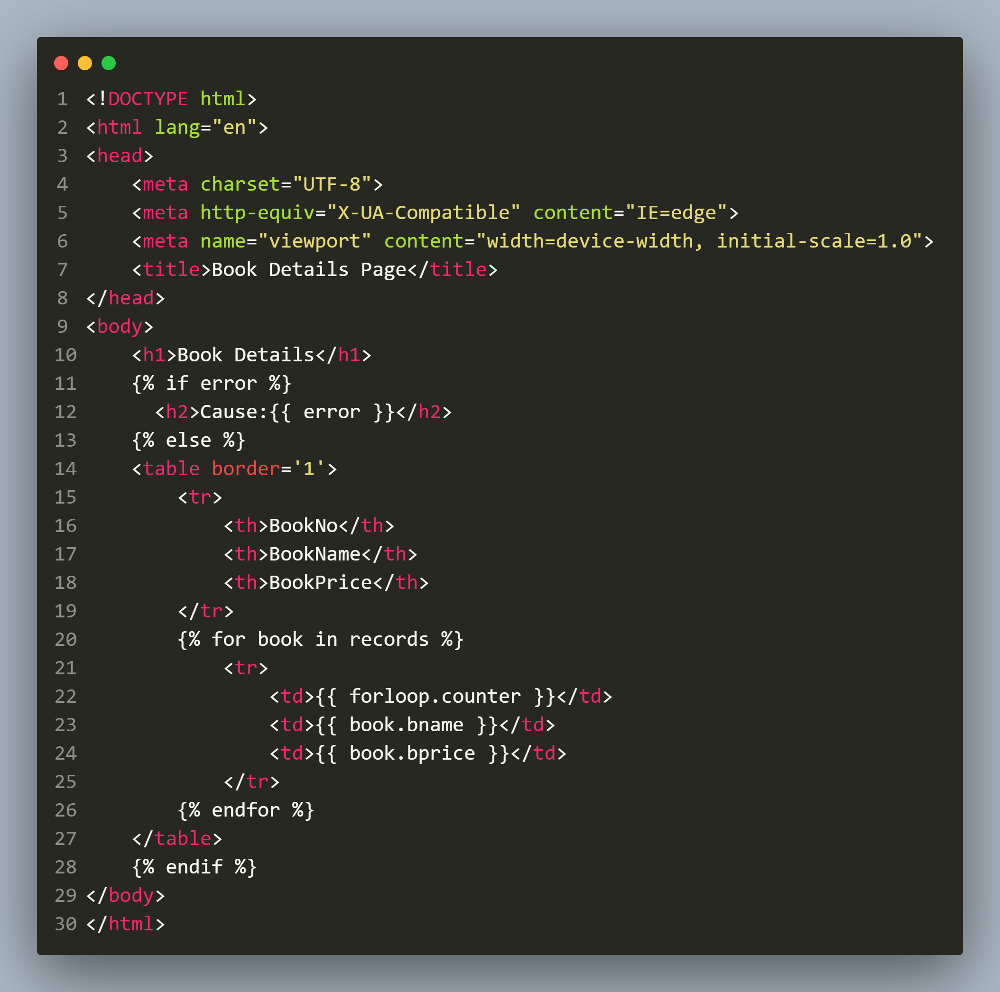 1 <!DOCTYPE html>
2 <html lang="en">
3 <head>
4     <meta charset="UTF-8">
5     <meta http-equiv="X-UA-Compatible" content="IE=edge">
6     <meta name="viewport" content="width=device-width, initial-scale=1.0">
7     <title>Book Details Page</title>
8 </head>
9 <body>
10     <h1>Book Details</h1>
11     {% if error %}
12       <h2>Cause:{{ error }}</h2>
13     {% else %}
14     <table border='1'>
15         <tr>
16             <th>BookNo</th>
17             <th>BookName</th>
18             <th>BookPrice</th>
19         </tr>
20         {% for book in records %}
21             <tr>
22                 <td>{{ forloop.counter }}</td>
23                 <td>{{ book.bname }}</td>
24                 <td>{{ book.bprice }}</td>
25             </tr>
26         {% endfor %}
27     </table>
28     {% endif %}
29 </body>
30 </html>